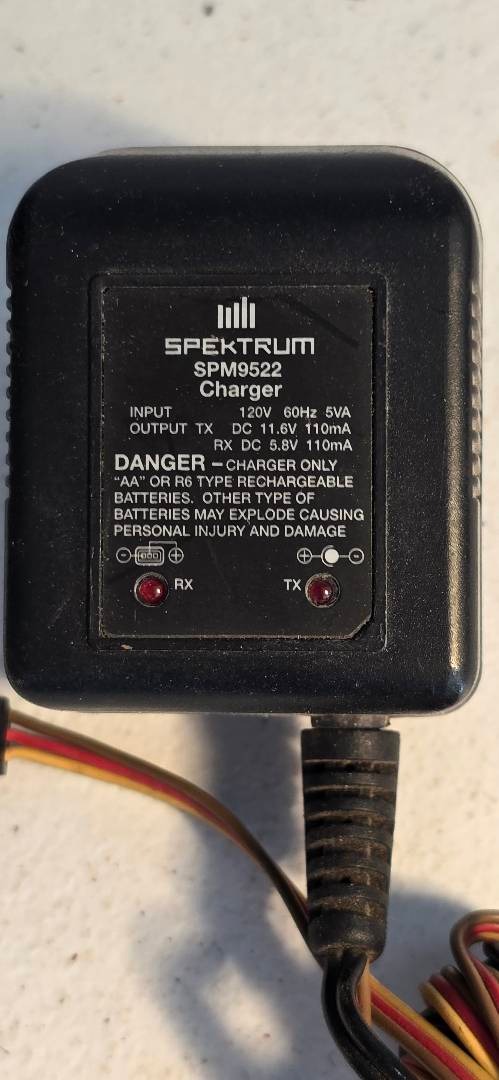 SPEKTRUM
SPM9522
Charger
INPUT 120V 60Hz 5VA
OUTPUT TX DC 11.6V 110mA
RX DC 5.8V 110mA
DANGER – CHARGER ONLY
“AA” OR R6 TYPE RECHARGEABLE
BATTERIES. OTHER TYPE OF
BATTERIES MAY EXPLODE CAUSING
PERSONAL INJURY AND DAMAGE
RX TX